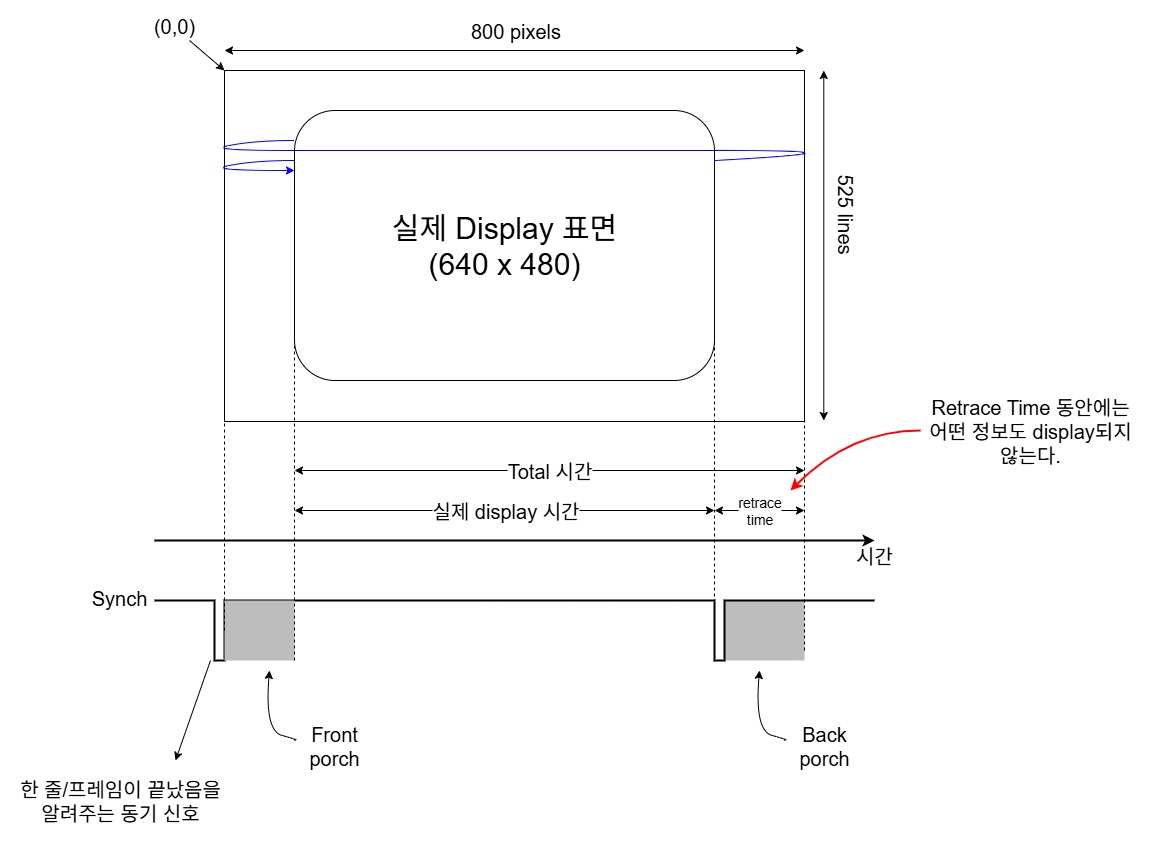 (0,0)
800 pixels
525 lines
실제 Display 표면
(640 x 480)
Retrace Time 동안에는
어떤 정보도 display되지
않는다.
Total 시간
실제 display 시간
retrace
time
시간
Synch
Front
porch
Back
porch
한 줄/프레임이 끝났음을
알려주는 동기 신호